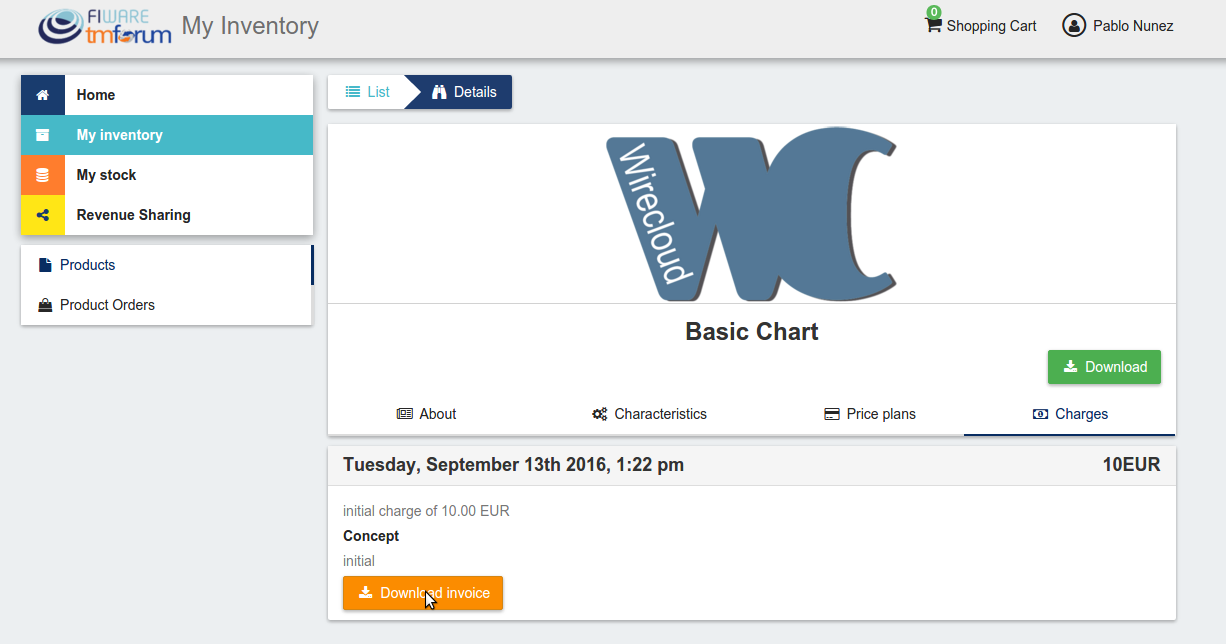 FIWARE
tmforum
My Inventory
0
Shopping Cart
Pablo Nunez
Home
My inventory
My stock
Revenue Sharing
Products
Product Orders
List
Details
Wirecloud
WC
Basic Chart
Download
About
Characteristics
Price plans
Charges
Tuesday, September 13th 2016, 1:22 pm
10EUR
initial charge of 10.00 EUR
Concept
initial
Download invoice